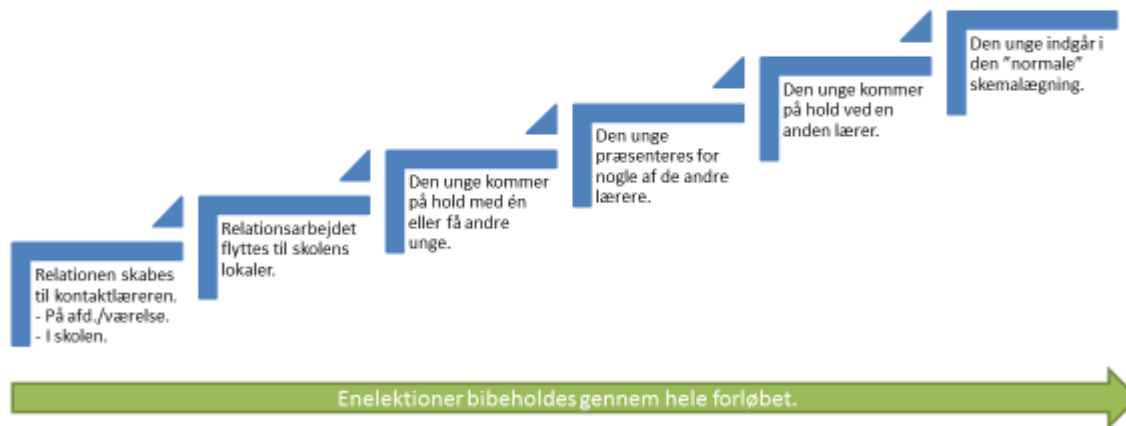 Relationen skabes
til kontaktlæreren.
- På afd./værelse.
- I skolen.
Relationsarbejdet
flyttes til skolens
lokaler.
Den unge kommer
på hold med én
eller få andre
unge.
Den unge
præsenteres for
nogle af de andre
lærere.
Den unge kommer
på hold ved en
anden lærer.
Den unge indgår i
den ”normale”
skemalægning.
Enelektioner bibeholdes gennem hele forløbet.